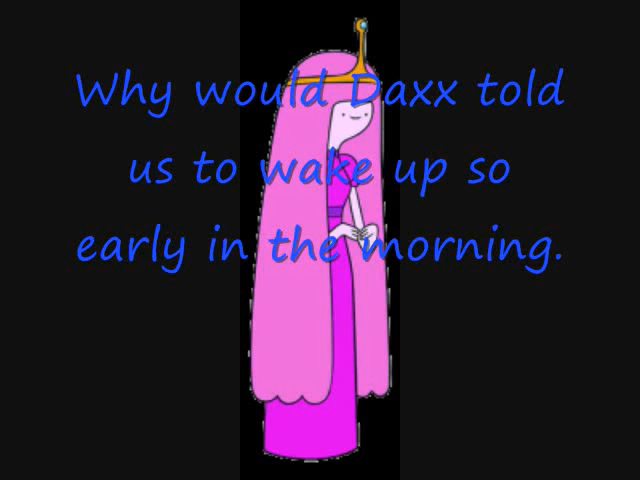 Why would Daxx told
us to wake up so
early in the morning.